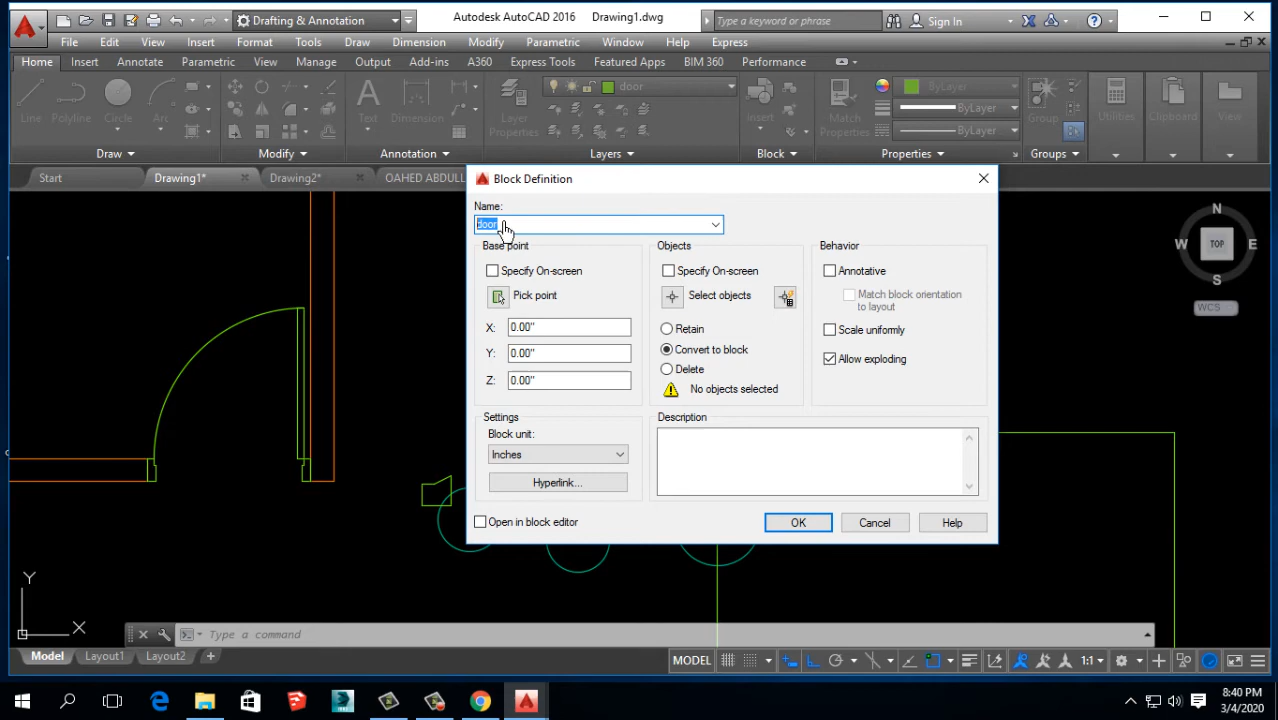 Drafting & Annotation
Autodesk AutoCAD 2016 Drawing1.dwg
Type a keyword or phrase
Sign In
File Edit View Insert Format Tools Draw Dimension Modify Parametric Window Help Express
Home Insert Annotate Parametric View Manage Output Add-ins A360 Express Tools Featured Apps BIM 360 Performance
Line Polyline Circle Arc Text Dimension Layer Properties door Insert Match Properties ByLayer ByLayer ByLayer Group Utilities Clipboard View
Draw Modify Annotation Layers Block Properties Groups
Start Drawing1* Drawing2* OAHED ABDULL
Block Definition
Name:
door
Base point Objects Behavior
Specify On-screen Specify On-screen Annotative
Pick point Select objects Match block orientation
to layout
X: 0.00" Retain Scale uniformly
Y: 0.00" Convert to block Allow exploding
Z: 0.00" Delete
No objects selected
Settings Description
Block unit:
Inches
Hyperlink...
Open in block editor OK Cancel Help
N
W TOP E
S
WCS
Y
X
Type a command
Model Layout1 Layout2 +
MODEL 1:1
8:40 PM
3/4/2020